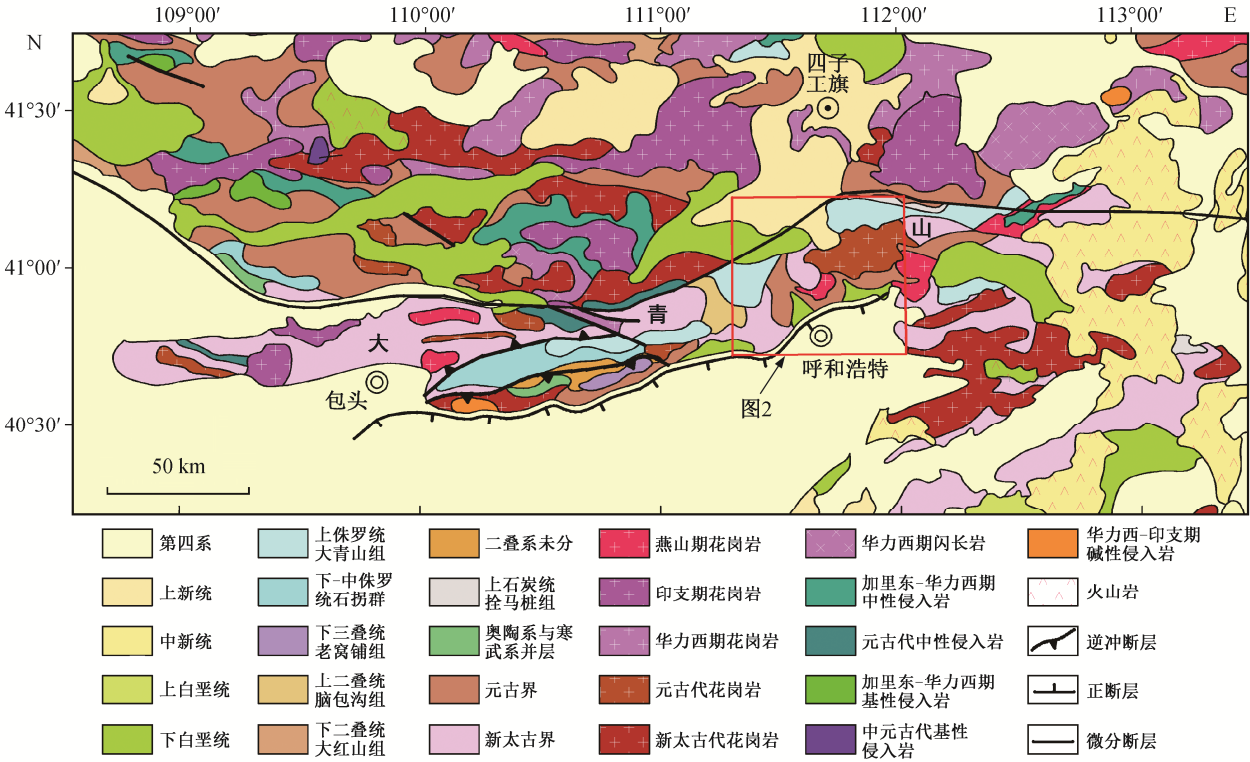 109°00′ 110°00′ 111°00′ 112°00′ 113°00′ E
N
41°30′
41°00′
40°30′
四子
工旗
山
青
大
包头
呼和浩特
图2
50 km
第四系
上新统
中新统
上白垩统
下白垩统
上侏罗统
大青山组
下-中侏罗
统石拐群
下三叠统
老窝铺组
上二叠统
脑包沟组
下二叠统
大红山组
二叠系未分
上石炭统
拴马桩组
奥陶系与寒
武系并层
元古界
新太古界
燕山期花岗岩
印支期花岗岩
华力西期花岗岩
元古代花岗岩
新太古代花岗岩
华力西期闪长岩
加里东-华力西期
中性侵入岩
元古代中性侵入岩
加里东-华力西期
基性侵入岩
中元古代基性
侵入岩
华力西-印支期
碱性侵入岩
火山岩
逆冲断层
正断层
微分断层